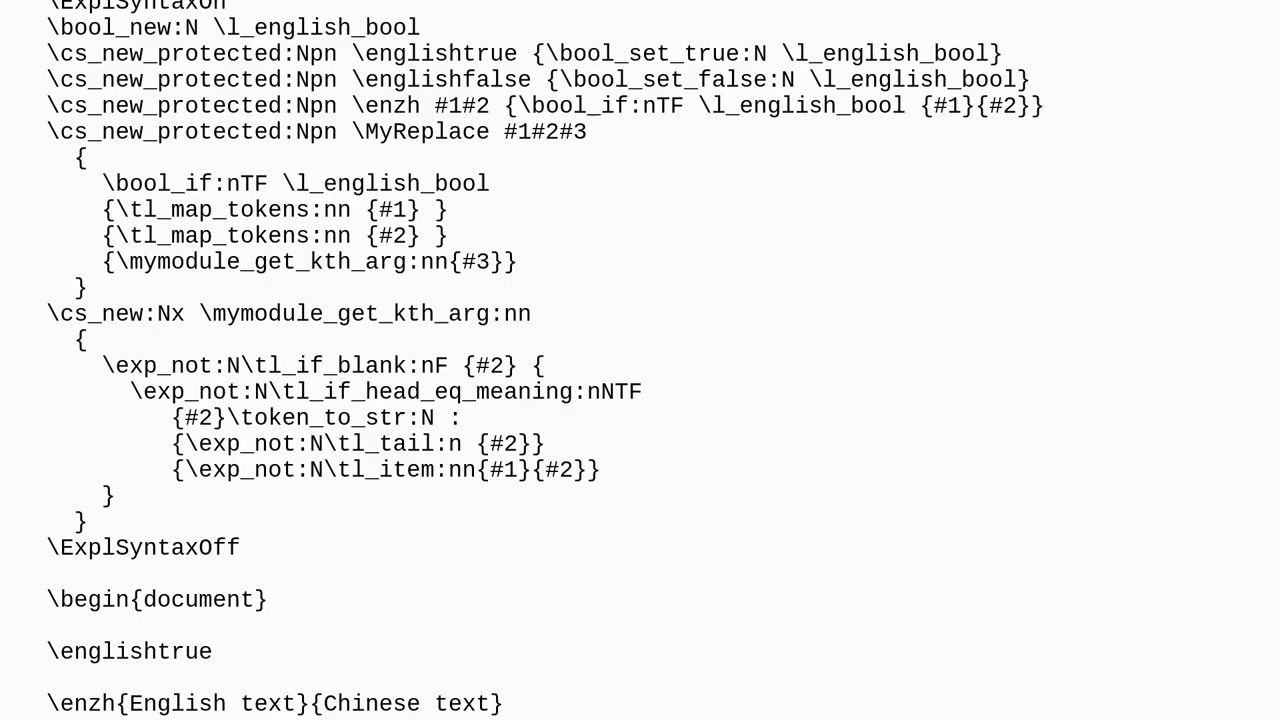 \ExplSyntaxOn
\bool_new:N \l_english_bool
\cs_new_protected:Npn \englishtrue {\bool_set_true:N \l_english_bool}
\cs_new_protected:Npn \englishfalse {\bool_set_false:N \l_english_bool}
\cs_new_protected:Npn \enzh #1#2 {\bool_if:nTF \l_english_bool {#1}{#2}}
\cs_new_protected:Npn \MyReplace #1#2#3
  {
    \bool_if:nTF \l_english_bool
    {\tl_map_tokens:nn {#1} }
    {\tl_map_tokens:nn {#2} }
    {\mymodule_get_kth_arg:nn{#3}}
  }
\cs_new:Nx \mymodule_get_kth_arg:nn
  {
    \exp_not:N\tl_if_blank:nF {#2} {
      \exp_not:N\tl_if_head_eq_meaning:nNTF
         {#2}\token_to_str:N :
         {\exp_not:N\tl_tail:n {#2}}
         {\exp_not:N\tl_item:nn{#1}{#2}}
    }
  }
\ExplSyntaxOff
\begin{document}
\englishtrue
\enzh{English text}{Chinese text}